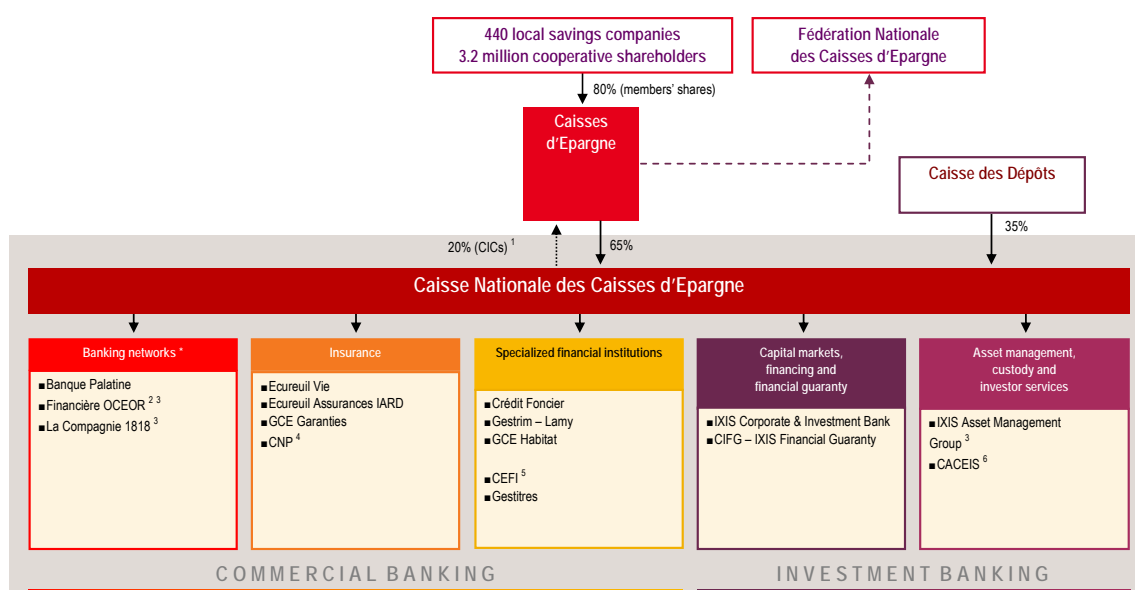 440 local savings companies
3.2 million cooperative shareholders
Fédération Nationale
des Caisses d'Epargne
80% (members' shares)
Caisses
d'Epargne
Caisse des Dépôts
20% (CICs) 1
65%
35%
Caisse Nationale des Caisses d'Epargne
Banking networks *
■Banque Palatine
■Financière OCEOR 2 3
■La Compagnie 1818 3
Insurance
■Ecureuil Vie
■Ecureuil Assurances IARD
■GCE Garanties
■CNP 4
Specialized financial institutions
■Crédit Foncier
■Gestrim – Lamy
■GCE Habitat
■CEFI 5
■Gestitres
Capital markets,
financing and
financial guaranty
■IXIS Corporate & Investment Bank
■CIFG – IXIS Financial Guaranty
Asset management,
custody and
investor services
■IXIS Asset Management
Group 3
■CACEIS 6
COMMERCIAL BANKING
INVESTMENT BANKING